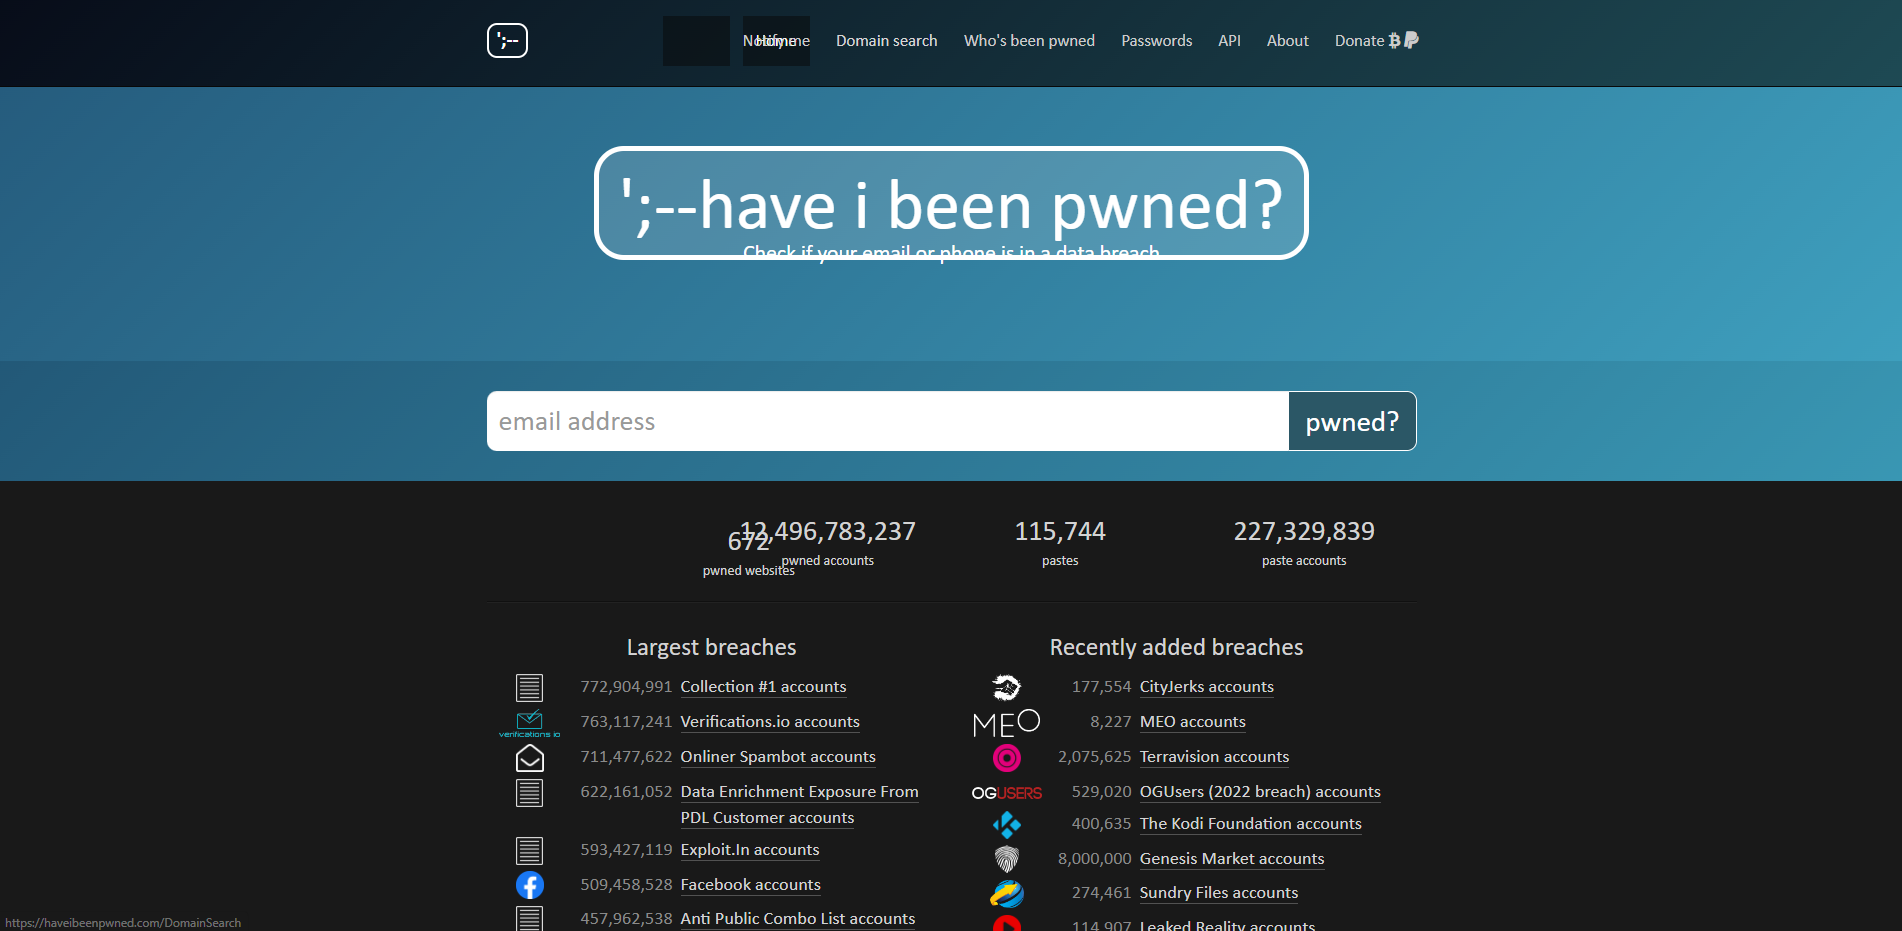 ';--
Home
Notify me
Domain search
Who's been pwned
Passwords
API
About
Donate
';--have i been pwned?
Check if your email or phone is in a data breach
email address
pwned?
672
pwned websites
12,496,783,237
pwned accounts
115,744
pastes
227,329,839
paste accounts
Largest breaches
772,904,991 Collection #1 accounts
verifications io
763,117,241 Verifications.io accounts
711,477,622 Onliner Spambot accounts
622,161,052 Data Enrichment Exposure From
PDL Customer accounts
593,427,119 Exploit.In accounts
509,458,528 Facebook accounts
457,962,538 Anti Public Combo List accounts
Recently added breaches
177,554 CityJerks accounts
MEO
8,227 MEO accounts
2,075,625 Terravision accounts
OGUSERS
529,020 OGUsers (2022 breach) accounts
400,635 The Kodi Foundation accounts
8,000,000 Genesis Market accounts
274,461 Sundry Files accounts
114,907 Leaked Reality accounts
https://haveibeenpwned.com/DomainSearch